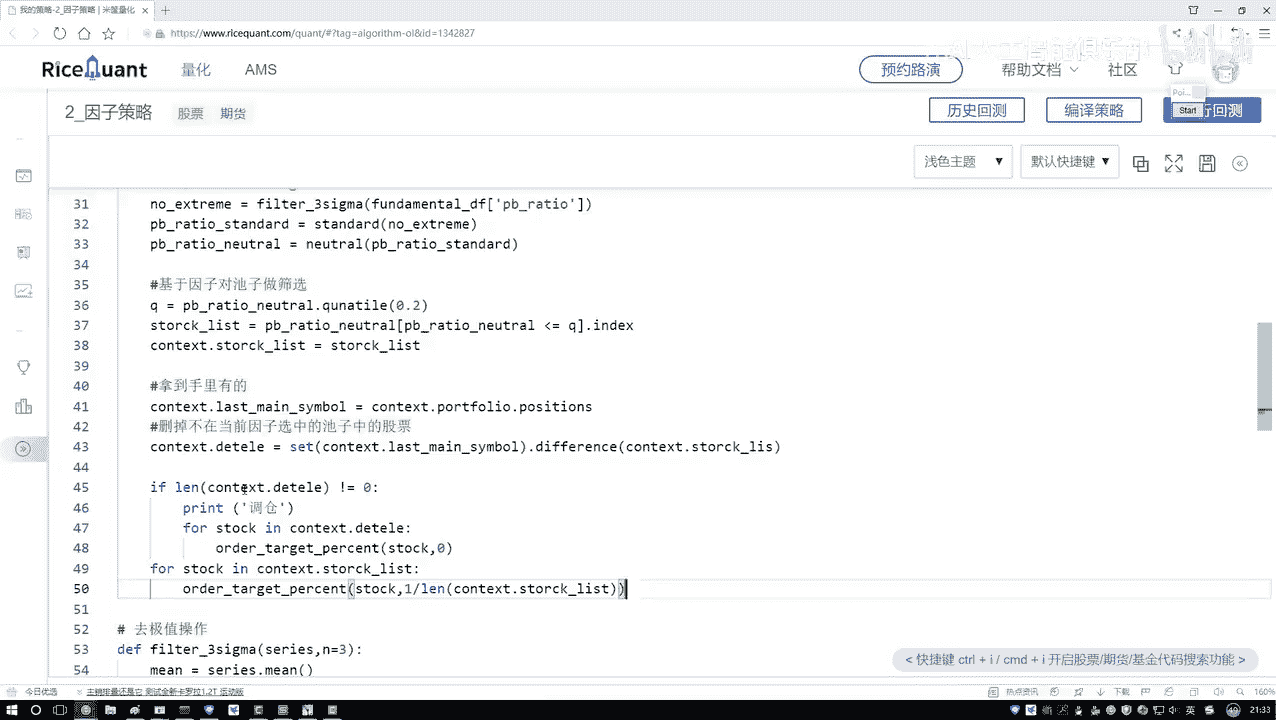 我的策略-2_因子策略 | 米筐量化
https://www.ricequant.com/quant/#?tag=algorithm-ol&id=1342827
RiceQuant 量化 AMS 预约路演 帮助文档 社区
Poi...
Start
2_因子策略 股票 期货 历史回测 编译策略 行回测
浅色主题 默认快捷键
31 no_extreme = filter_3sigma(fundamental_df['pb_ratio'])
32 pb_ratio_standard = standard(no_extreme)
33 pb_ratio_neutral = neutral(pb_ratio_standard)
34
35 #基于因子对池子做筛选
36 q = pb_ratio_neutral.qunatile(0.2)
37 storck_list = pb_ratio_neutral[pb_ratio_neutral <= q].index
38 context.storck_list = storck_list
39
40 #拿到手里有的
41 context.last_main_symbol = context.portfolio.positions
42 #删掉不在当前因子选中的池子中的股票
43 context.detele = set(context.last_main_symbol).difference(context.storck_lis)
44
45 if len(context.detele) != 0:
46 print ('调仓')
47 for stock in context.detele:
48 order_target_percent(stock,0)
49 for stock in context.storck_list:
50 order_target_percent(stock,1/len(context.storck_list))
51
52 # 去极值操作
53 def filter_3sigma(series,n=3):
54 mean = series.mean()
< 快捷键 ctrl + i / cmd + i 开启股票/期货/基金代码搜索功能 >
今日优选 热点资讯 下载 160%
英 21:33